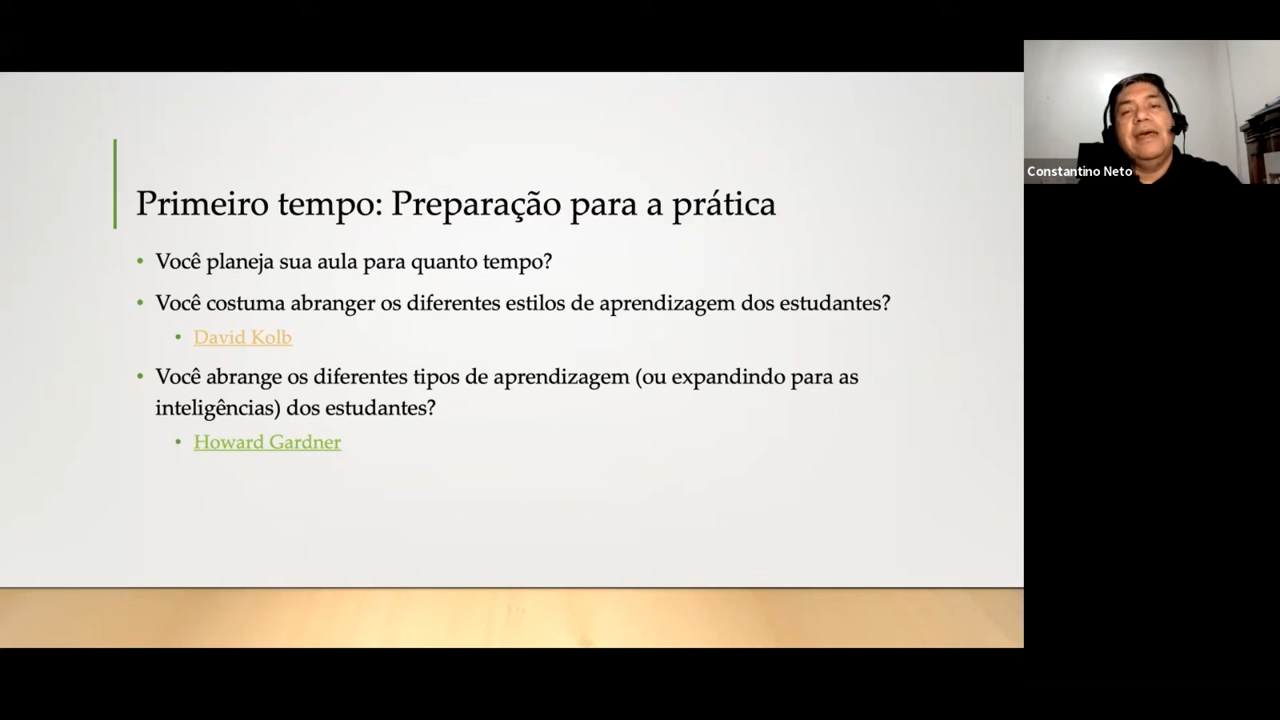 Primeiro tempo: Preparação para a prática
• Você planeja sua aula para quanto tempo?
• Você costuma abranger os diferentes estilos de aprendizagem dos estudantes?
• David Kolb
• Você abrange os diferentes tipos de aprendizagem (ou expandindo para as
inteligências) dos estudantes?
• Howard Gardner
Constantino Neto